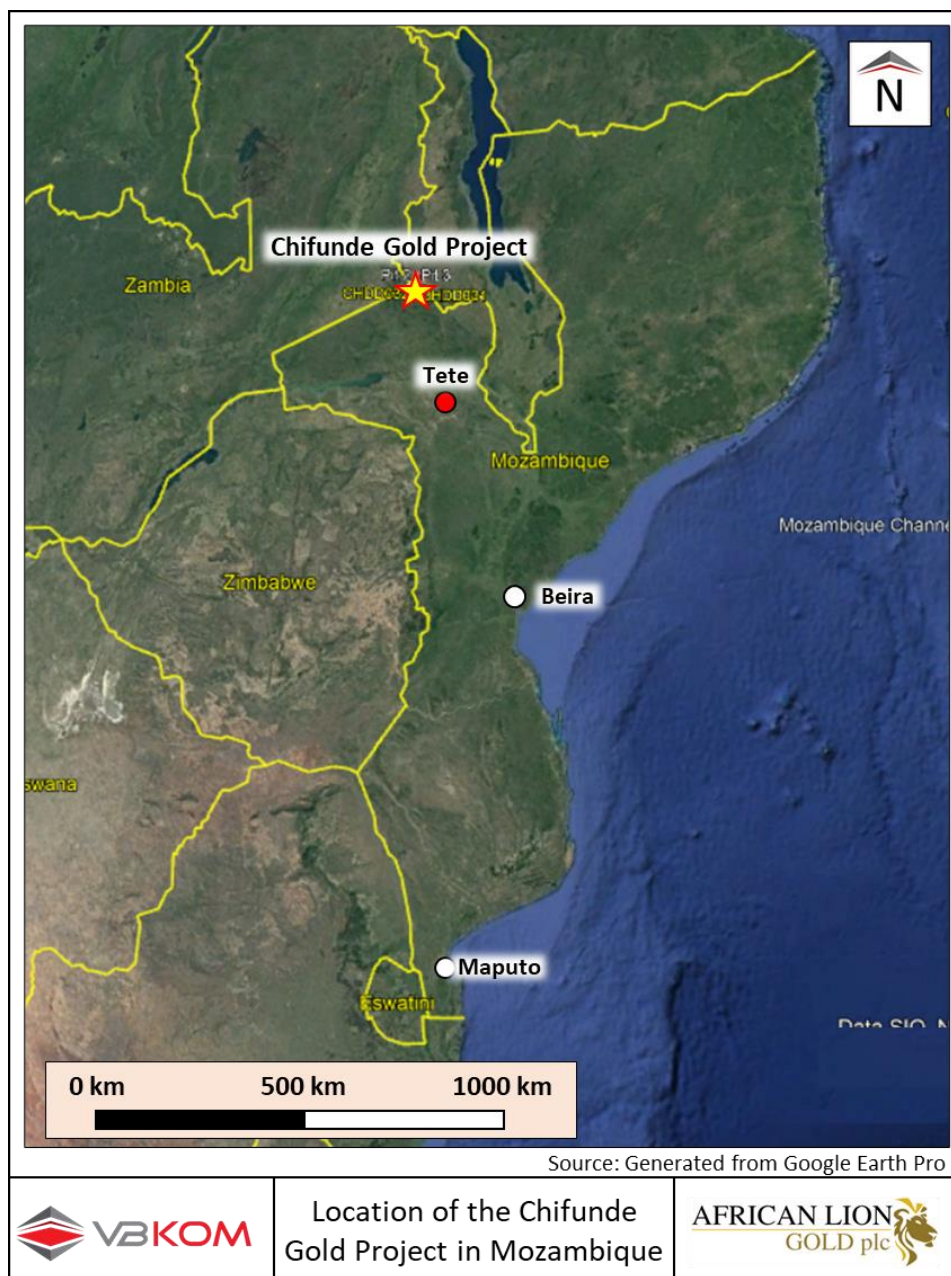 N
Chifunde Gold Project
Zambia
Tete
Mozambique
Mozambique Channe
Zimbabwe
Beira
swana
Maputo
Eswatini
Data SIO, N
0 km 500 km 1000 km
Source: Generated from Google Earth Pro
VBKOM
Location of the Chifunde
Gold Project in Mozambique
AFRICAN LION
GOLD plc